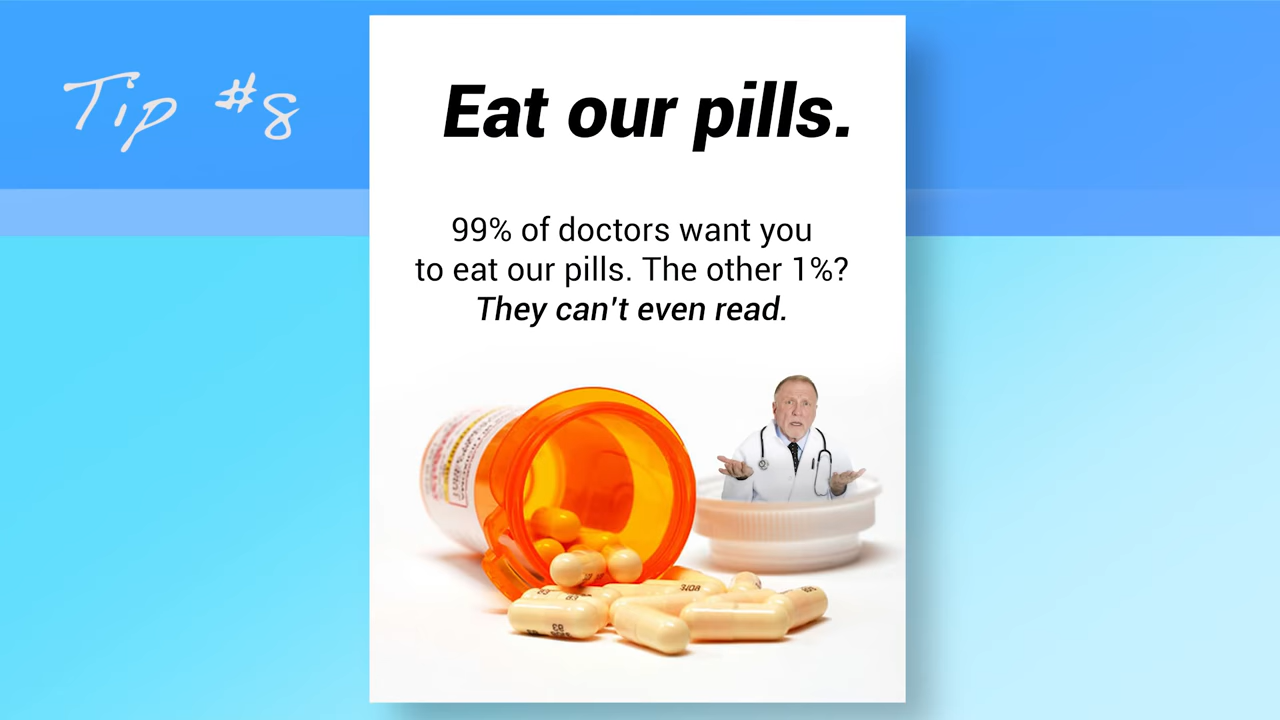 Tip #8
Eat our pills.
99% of doctors want you
to eat our pills. The other 1%?
They can't even read.